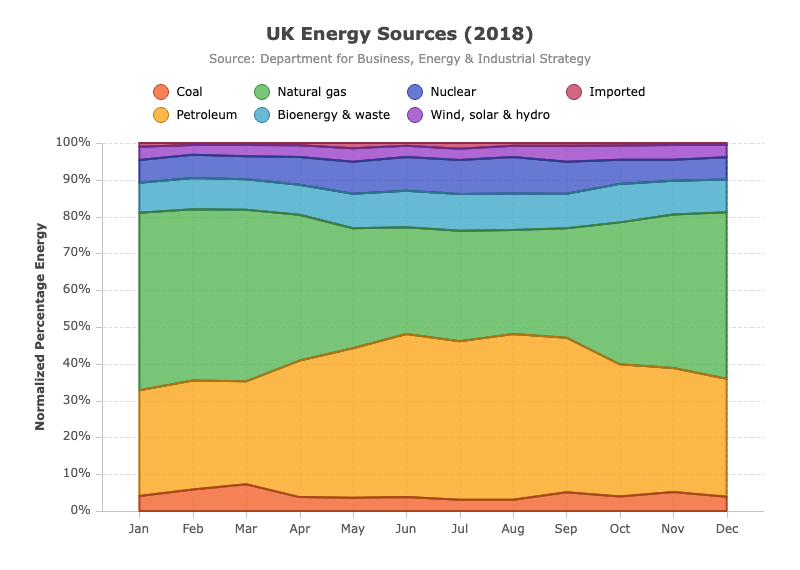 UK Energy Sources (2018)
Source: Department for Business, Energy & Industrial Strategy
Coal Natural gas Nuclear Imported
Petroleum Bioenergy & waste Wind, solar & hydro
Normalized Percentage Energy
100%
90%
80%
70%
60%
50%
40%
30%
20%
10%
0%
Jan Feb Mar Apr May Jun Jul Aug Sep Oct Nov Dec